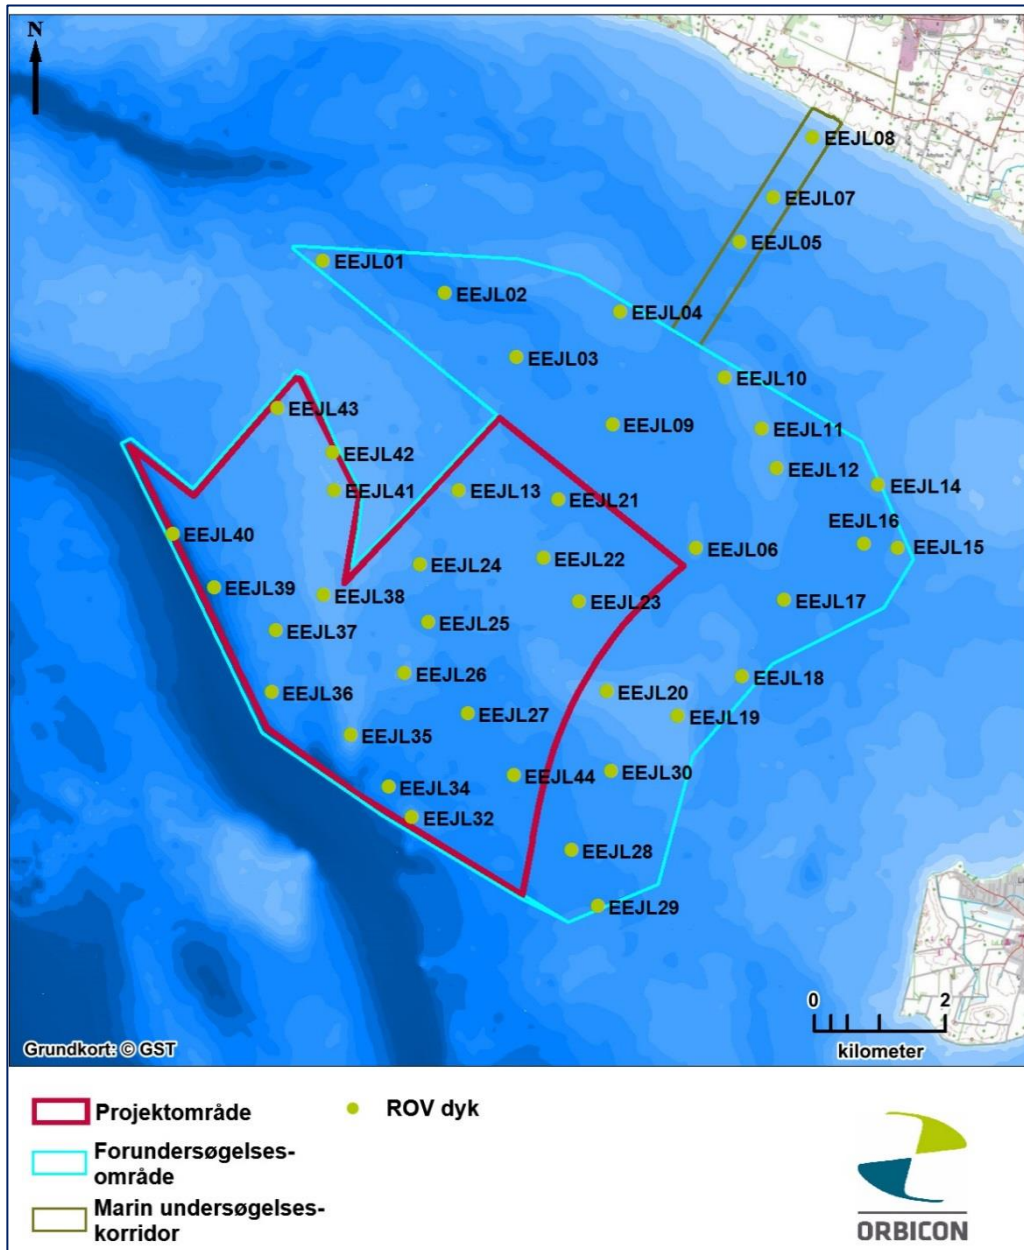 N
EEJL08
EEJL07
EEJL05
EEJL01
EEJL02
EEJL04
EEJL03
EEJL10
EEJL43
EEJL09
EEJL11
EEJL42
EEJL12
EEJL41
EEJL13
EEJL21
EEJL14
EEJL40
EEJL16
EEJL06
EEJL15
EEJL24
EEJL22
EEJL39
EEJL38
EEJL23
EEJL17
EEJL37
EEJL25
EEJL26
EEJL18
EEJL36
EEJL20
EEJL27
EEJL19
EEJL35
EEJL44
EEJL30
EEJL34
EEJL32
EEJL28
EEJL29
0 2
kilometer
Grundkort: © GST
Projektområde
ROV dyk
Forundersøgelses-
område
Marin undersøgelses-
korridor
ORBICON